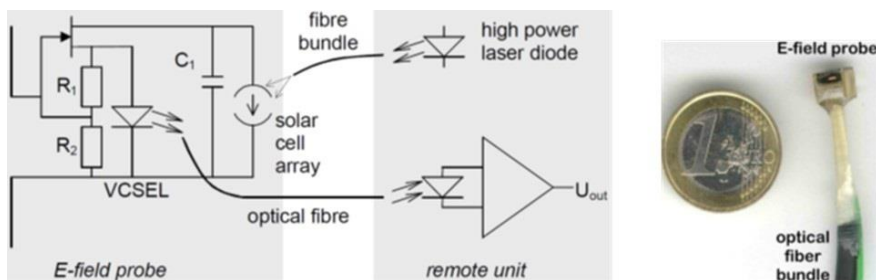 fibre
bundle
high power
laser diode
C1
R1
R2
solar
cell
array
VCSEL
optical fibre
Uout
E-field probe
remote unit
E-field probe
1
optical
fiber
bundle